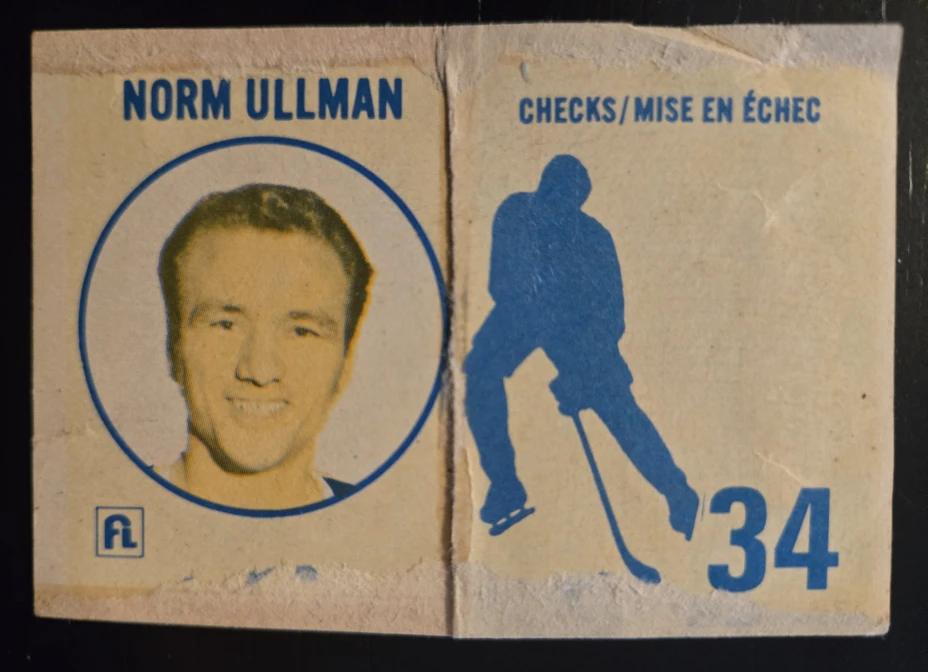 NORM ULLMAN
FL
CHECKS/MISE EN ÉCHEC
34